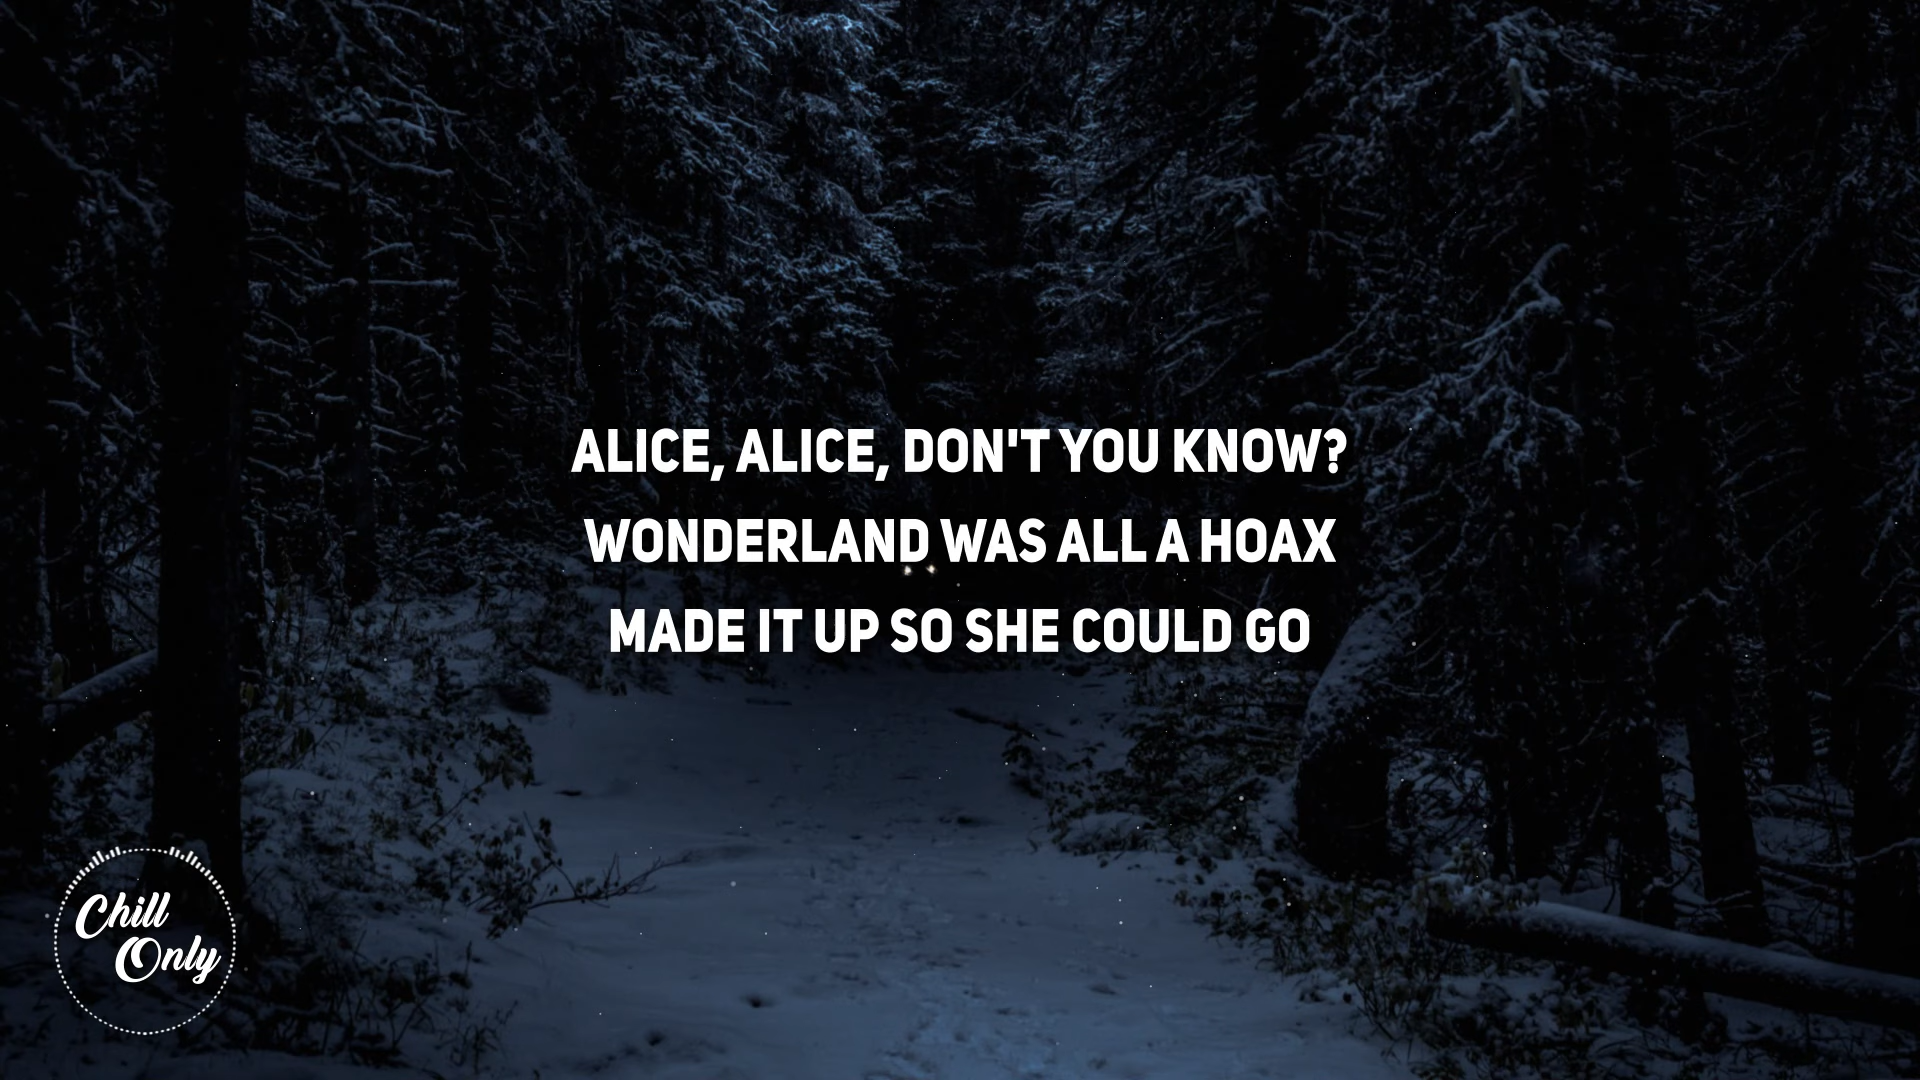 ALICE, ALICE, DON'T YOU KNOW?
WONDERLAND WAS ALL A HOAX
MADE IT UP SO SHE COULD GO
Chill
Only